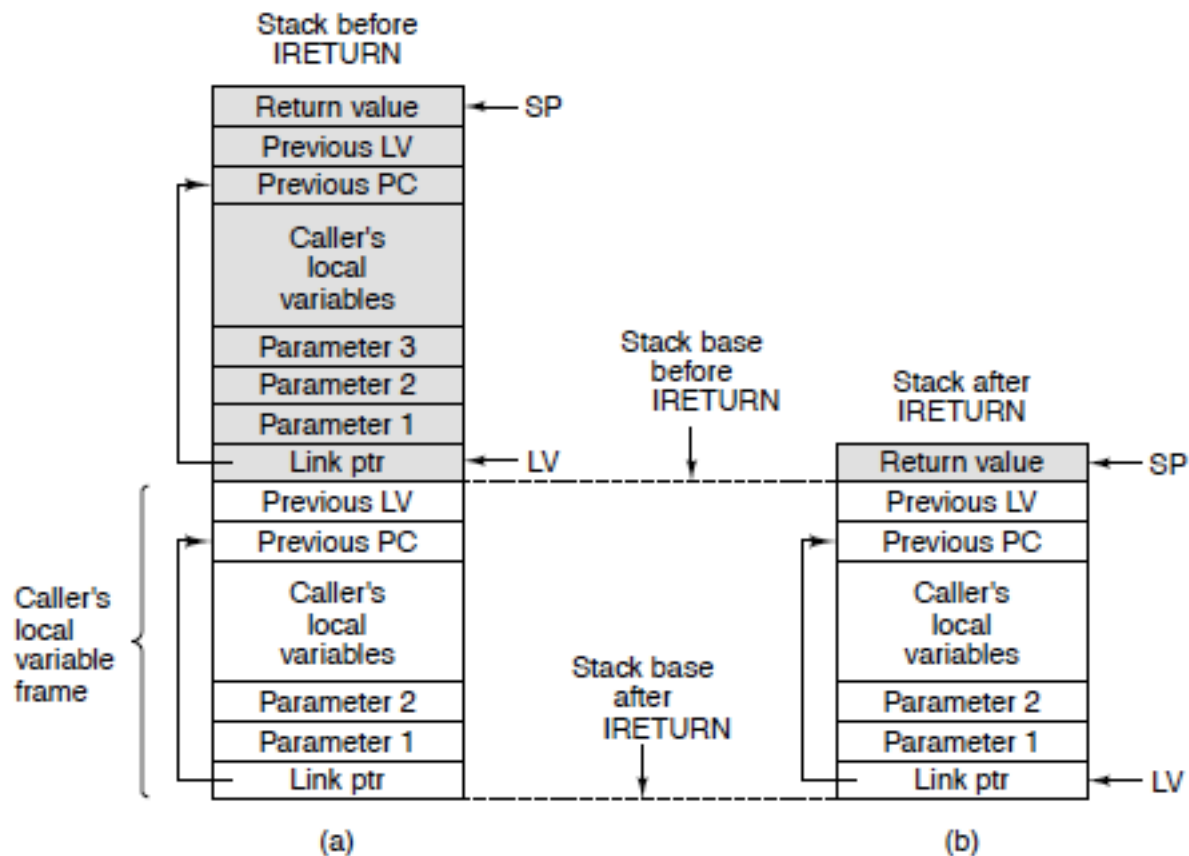 Stack before
IRETURN
Return value
SP
Previous LV
Previous PC
Caller's
local
variables
Parameter 3
Parameter 2
Parameter 1
Link ptr
LV
Previous LV
Previous PC
Caller's
local
variables
Parameter 2
Parameter 1
Link ptr
Caller's
local
variable
frame
(a)
Stack base
before
IRETURN
Stack base
after
IRETURN
Stack after
IRETURN
Return value
SP
Previous LV
Previous PC
Caller's
local
variables
Parameter 2
Parameter 1
Link ptr
LV
(b)